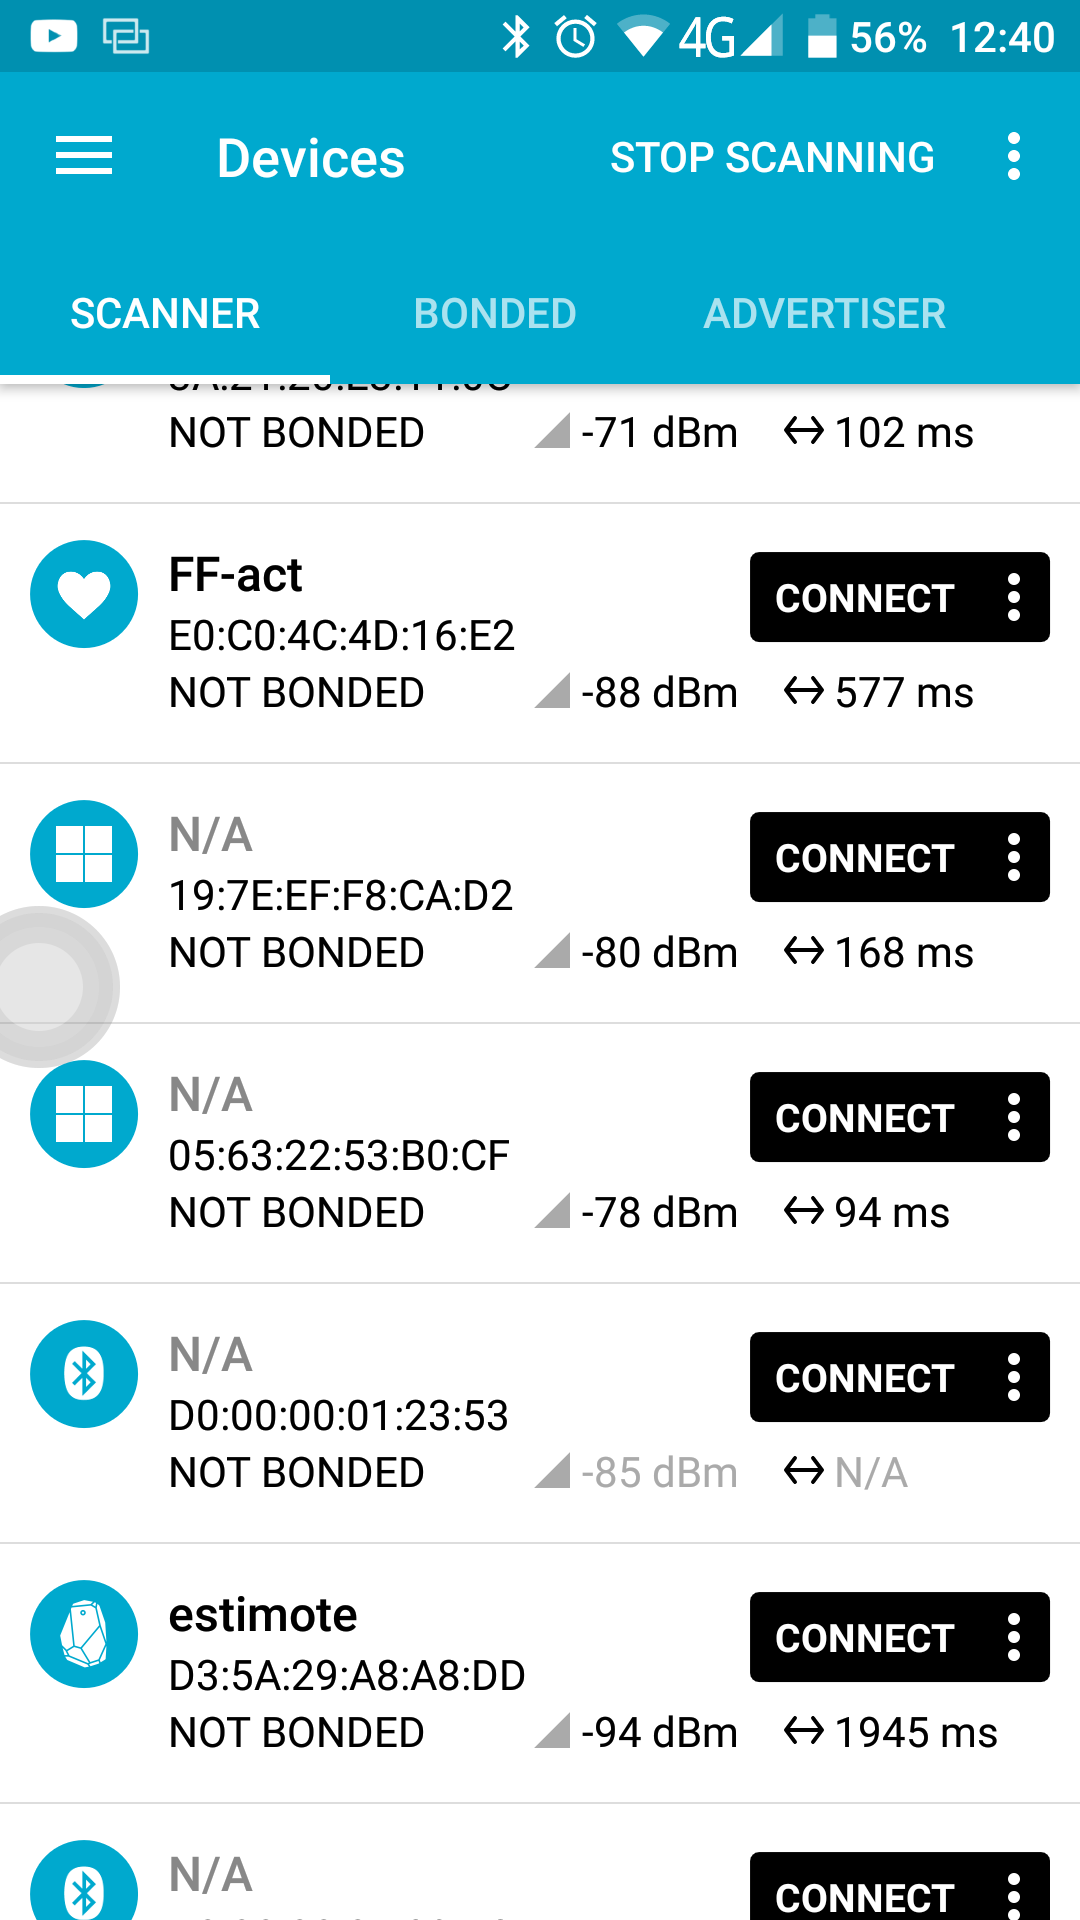 4G 56% 12:40
Devices STOP SCANNING
SCANNER BONDED ADVERTISER
NOT BONDED -71 dBm 102 ms
FF-act CONNECT
E0:C0:4C:4D:16:E2
NOT BONDED -88 dBm 577 ms
N/A CONNECT
19:7E:EF:F8:CA:D2
NOT BONDED -80 dBm 168 ms
N/A CONNECT
05:63:22:53:B0:CF
NOT BONDED -78 dBm 94 ms
N/A CONNECT
D0:00:00:01:23:53
NOT BONDED -85 dBm N/A
estimote CONNECT
D3:5A:29:A8:A8:DD
NOT BONDED -94 dBm 1945 ms
N/A CONNECT